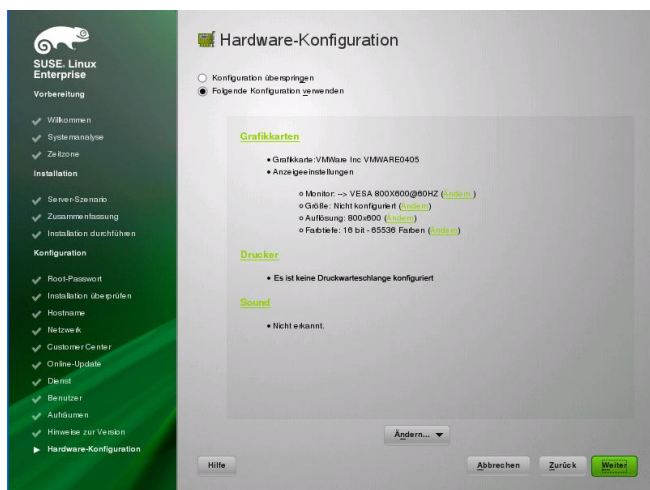 SUSE. Linux
Enterprise
Vorbereitung
Willkommen
Systemanalyse
Zeitzone
Installation
Server-Szenario
Zusammenfassung
Installation durchführen
Konfiguration
Root-Passwort
Installation überprüfen
Hostname
Netzwerk
Customer Center
Online-Update
Dienst
Benutzer
Aufräumen
Hinweise zur Version
Hardware-Konfiguration
Hardware-Konfiguration
Konfiguration überspringen
Folgende Konfiguration verwenden
Grafikkarten
• Grafikkarte:VMWare Inc VMWARE0405
• Anzeigeeinstellungen
o Monitor: --> VESA 800X600@60HZ (Ändern )
o Größe: Nicht konfiguriert (Ändern)
o Auflösung: 800x600 (Ändern)
o Farbtiefe: 16 bit - 65536 Farben (Ändern)
Drucker
• Es ist keine Druckwarteschlange konfiguriert
Sound
• Nicht erkannt.
Ändern...
Hilfe
Abbrechen
Zurück
Weiter